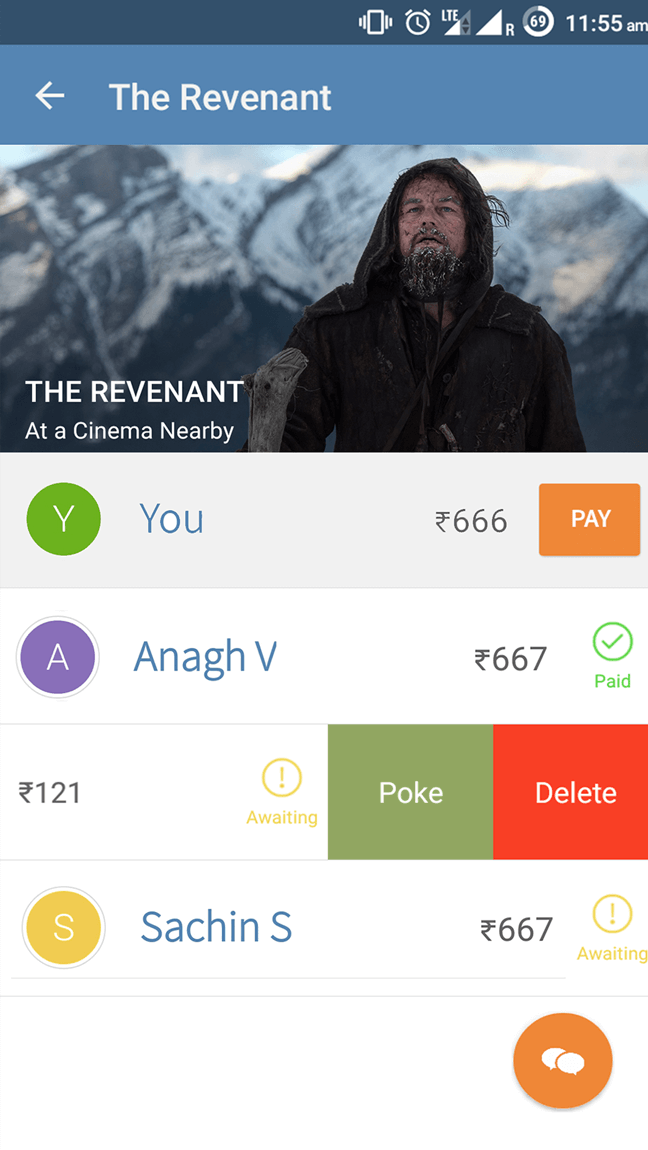 LTE
R
69
11:55 am
The Revenant
THE REVENANT
At a Cinema Nearby
Y
You
₹666
PAY
A
Anagh V
₹667
Paid
₹121
Awaiting
Poke
Delete
S
Sachin S
₹667
Awaiting